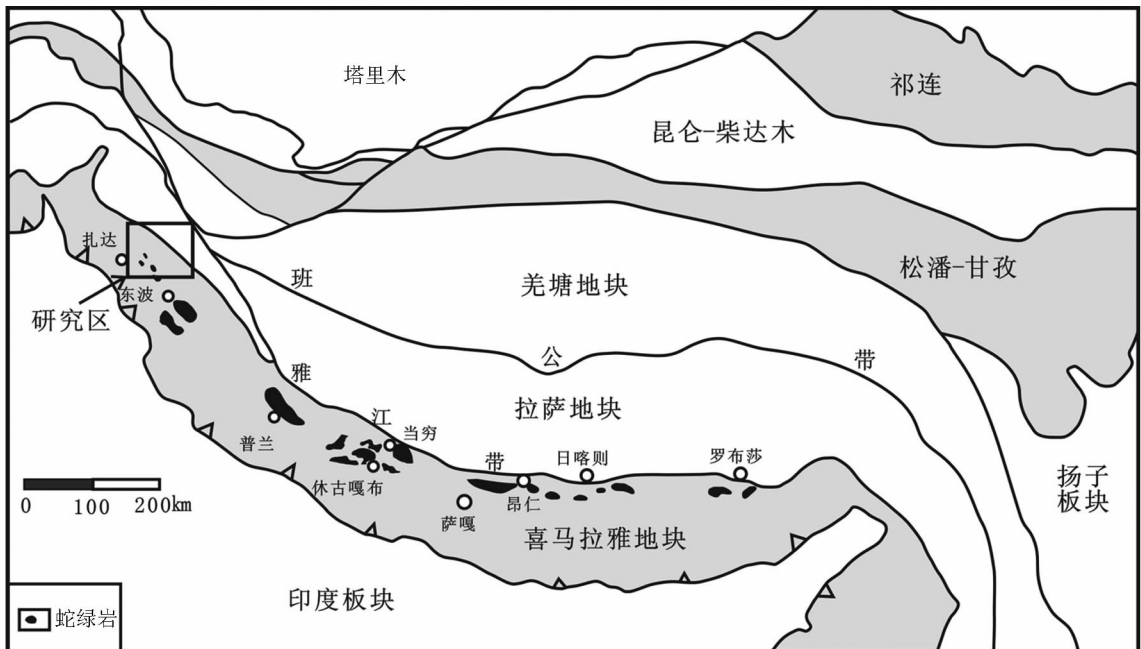 塔里木
祁连
昆仑-柴达木
扎达
松潘-甘孜
班
羌塘地块
东波
研究区
公
带
雅
拉萨地块
江
当穷
普兰
带
日喀则
罗布莎
扬子
板块
休古嘎布
昂仁
萨嘎
0 100 200km
喜马拉雅地块
印度板块
蛇绿岩